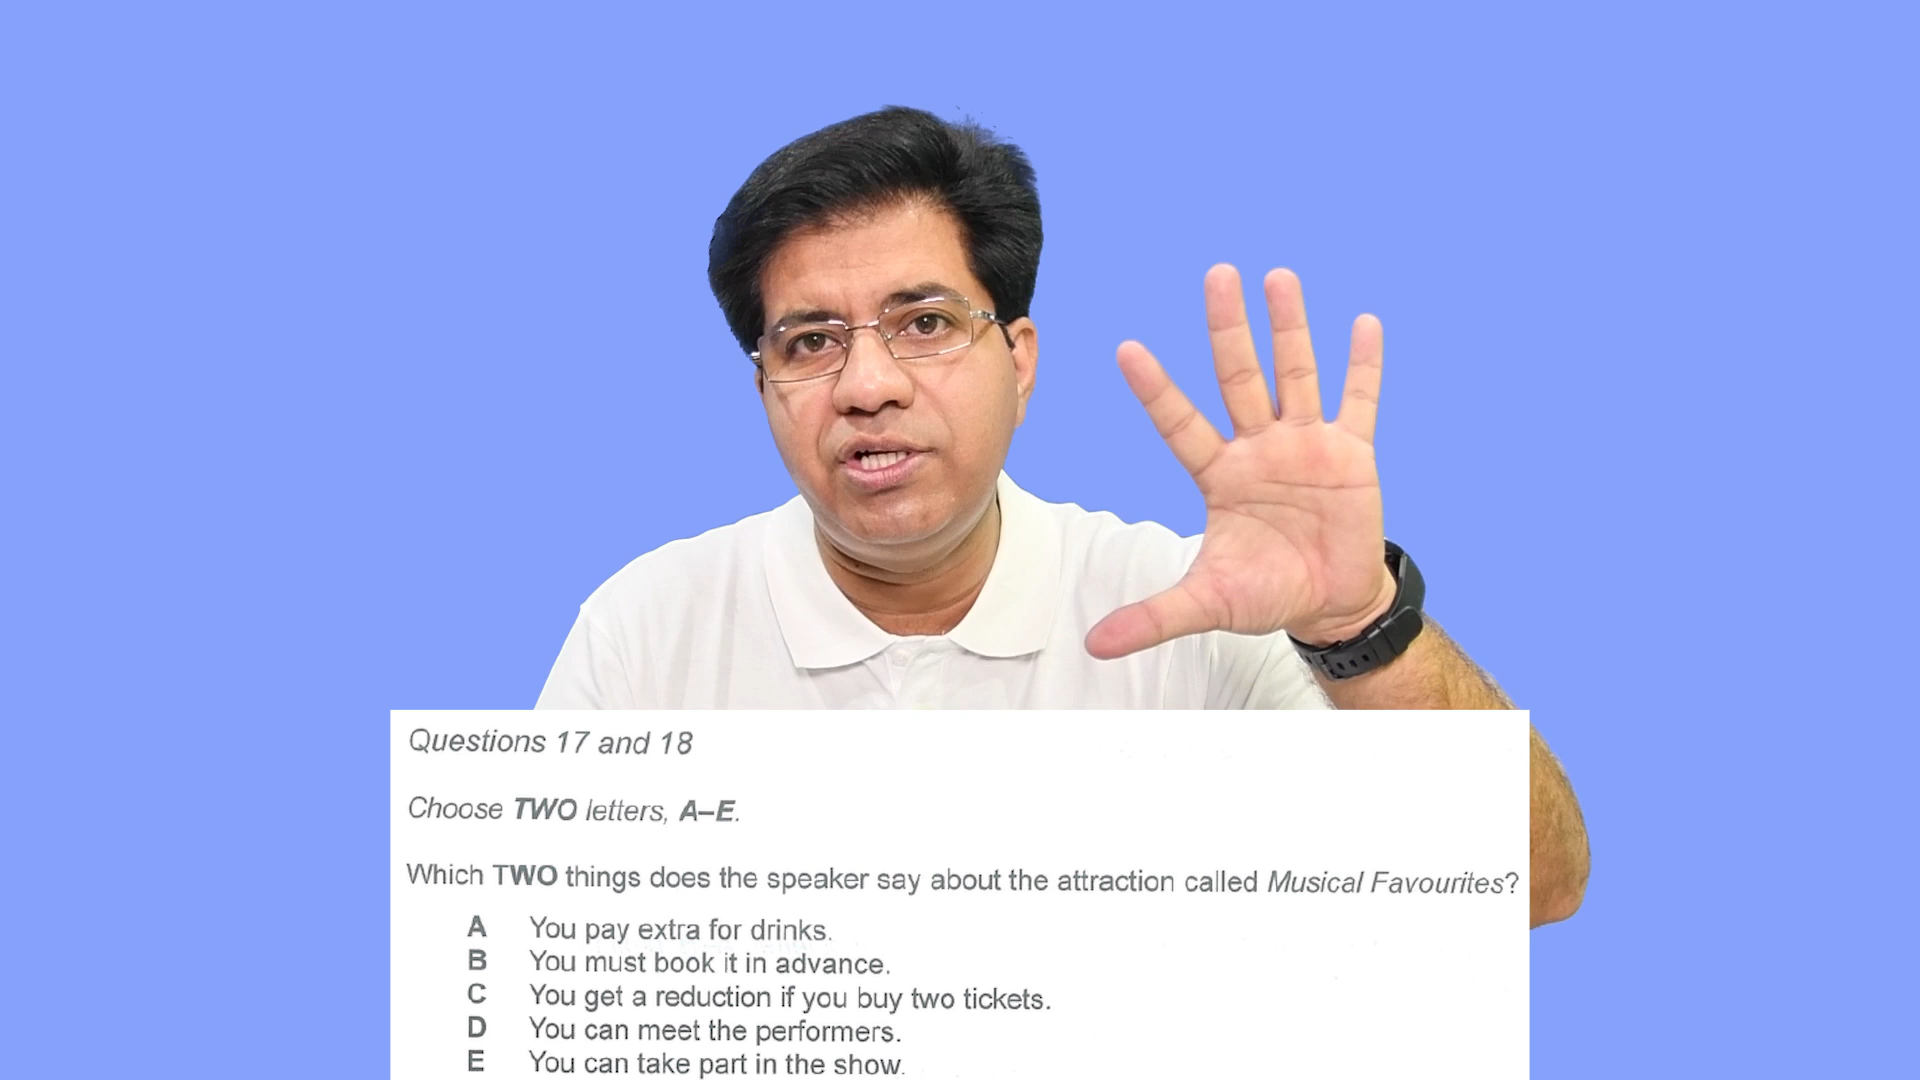 Questions 17 and 18
Choose TWO letters, A–E.
Which TWO things does the speaker say about the attraction called Musical Favourites?
A You pay extra for drinks.
B You must book it in advance.
C You get a reduction if you buy two tickets.
D You can meet the performers.
E You can take part in the show.